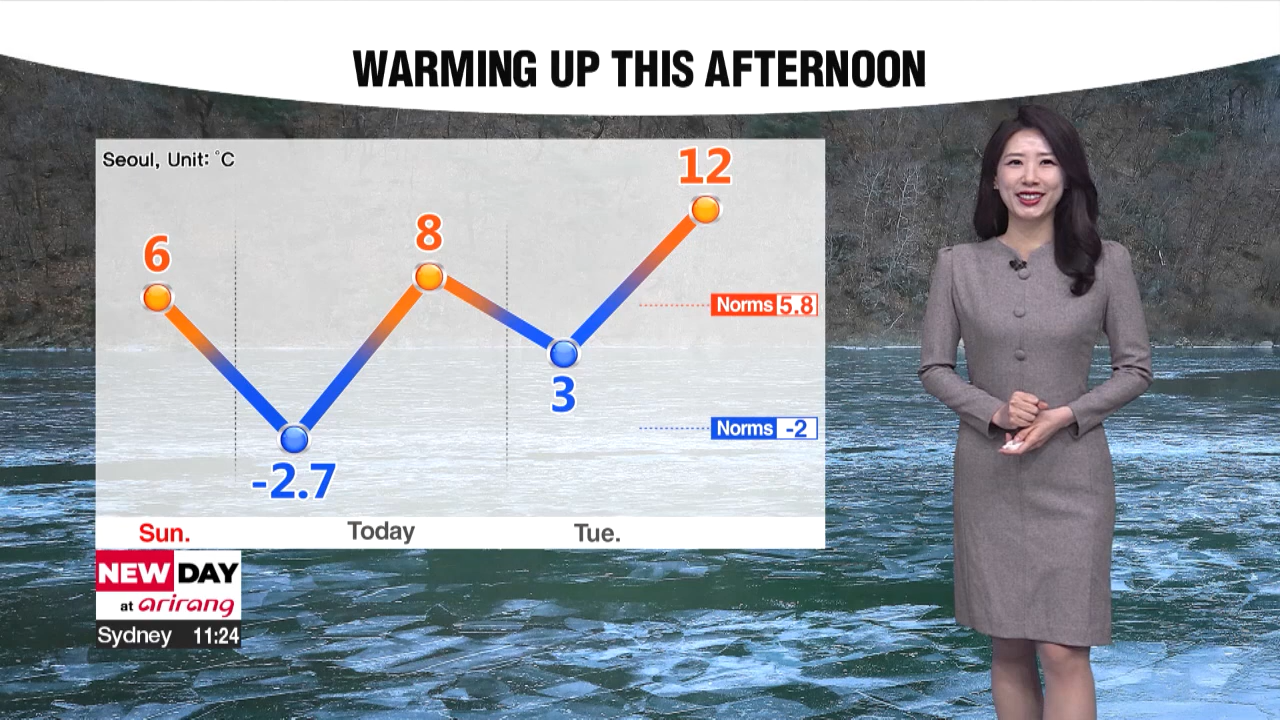 WARMING UP THIS AFTERNOON
Seoul, Unit: °C
6
-2.7
8
3
12
Norms 5.8
Norms -2
Sun.
Today
Tue.
NEW DAY
at arirang
Sydney 11:24